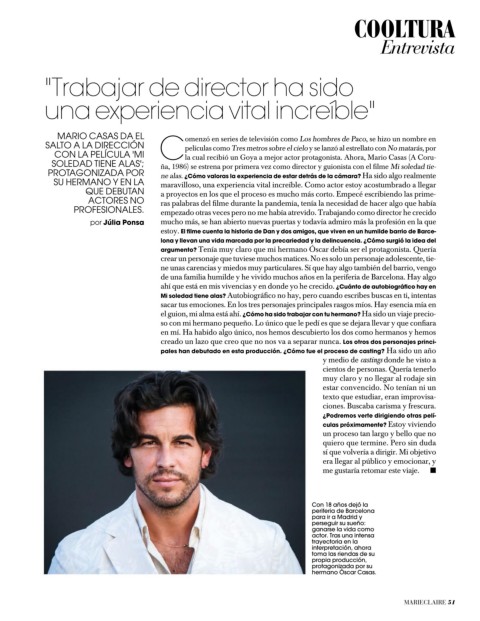 COOLTURA
Entrevista
"Trabajar de director ha sido
una experiencia vital increíble"
MARIO CASAS DA EL
SALTO A LA DIRECCIÓN
CON LA PELÍCULA 'MI
SOLEDAD TIENE ALAS';
PROTAGONIZADA POR
SU HERMANO Y EN LA
QUE DEBUTAN
ACTORES NO
PROFESIONALES.
por Júlia Ponsa
Comenzó en series de televisión como Los hombres de Paco, se hizo un nombre en
películas como Tres metros sobre el cielo y se lanzó al estrellato con No matarás, por
la cual recibió un Goya a mejor actor protagonista. Ahora, Mario Casas (A Coru-
ña, 1986) se estrena por primera vez como director y guionista con el filme Mi soledad tie-
ne alas. ¿Cómo valoras la experiencia de estar detrás de la cámara? Ha sido algo realmente
maravilloso, una experiencia vital increíble. Como actor estoy acostumbrado a llegar
a proyectos en los que el proceso es mucho más corto. Empecé escribiendo las prime-
ras palabras del filme durante la pandemia, tenía la necesidad de hacer algo que había
empezado otras veces pero no me había atrevido. Trabajando como director he crecido
mucho más, se han abierto nuevas puertas y todavía admiro más la profesión en la que
estoy. El filme cuenta la historia de Dan y dos amigos, que viven en un humilde barrio de Barce-
lona y llevan una vida marcada por la precariedad y la delincuencia. ¿Cómo surgió la idea del
argumento? Tenía muy claro que mi hermano Óscar debía ser el protagonista. Quería
crear un personaje que tuviese muchos matices. No es solo un personaje adolescente, tie-
ne unas carencias y miedos muy particulares. Sí que hay algo también del barrio, vengo
de una familia humilde y he vivido muchos años en la periferia de Barcelona. Hay algo
ahí que está en mis vivencias y en donde yo he crecido. ¿Cuánto de autobiográfico hay en
Mi soledad tiene alas? Autobiográfico no hay, pero cuando escribes buscas en ti, intentas
sacar tus emociones. En los tres personajes principales rasgos míos. Hay esencia mía en
el guion, mi alma está ahí. ¿Cómo ha sido trabajar con tu hermano? Ha sido un viaje precio-
so con mi hermano pequeño. Lo único que le pedí es que se dejara llevar y que confiara
en mí. Ha habido algo único, nos hemos descubierto los dos como hermanos y hemos
creado un lazo que creo que no nos va a separar nunca. Los otros dos personajes princi-
pales han debutado en esta producción. ¿Cómo fue el proceso de casting? Ha sido un año
y medio de castings donde he visto a
cientos de personas. Quería tenerlo
muy claro y no llegar al rodaje sin
estar convencido. No tenían ni un
texto que estudiar, eran improvisa-
ciones. Buscaba carisma y frescura.
¿Podremos verte dirigiendo otras pelí-
culas próximamente? Estoy viviendo
un proceso tan largo y bello que no
quiero que termine. Pero sin duda
sí que volvería a dirigir. Mi objetivo
era llegar al público y emocionar, y
me gustaría retomar este viaje.
Con 18 años dejó la
periferia de Barcelona
para ir a Madrid y
perseguir su sueño:
ganarse la vida como
actor. Tras una intensa
trayectoria en la
interpretación, ahora
toma las riendas de su
propia producción,
protagonizada por su
hermano Óscar Casas.
MARIECLAIRE 51